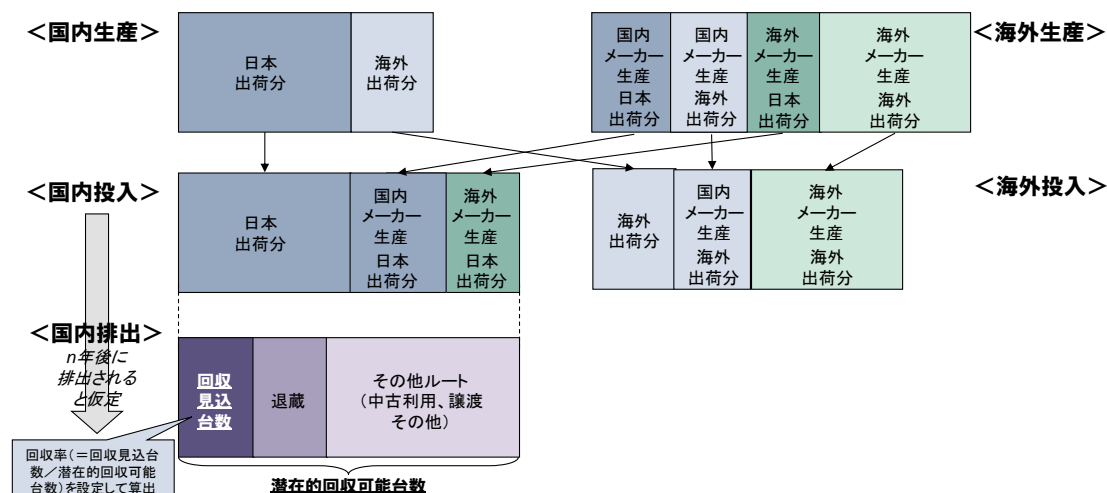 <国内生産>
日本
出荷分
海外
出荷分
国内
メーカー
生産
日本
出荷分
国内
メーカー
生産
海外
出荷分
海外
メーカー
生産
日本
出荷分
海外
メーカー
生産
海外
出荷分
<海外生産>
<国内投入>
日本
出荷分
国内
メーカー
生産
日本
出荷分
海外
メーカー
生産
日本
出荷分
海外
出荷分
国内
メーカー
生産
海外
出荷分
海外
メーカー
生産
海外
出荷分
<海外投入>
<国内排出>
n年後に
排出される
と仮定
回収
見込
台数
退蔵
その他ルート
(中古利用、譲渡
その他)
回収率(=回収見込台
数/潜在的回収可能
台数)を設定して算出
潜在的回収可能台数